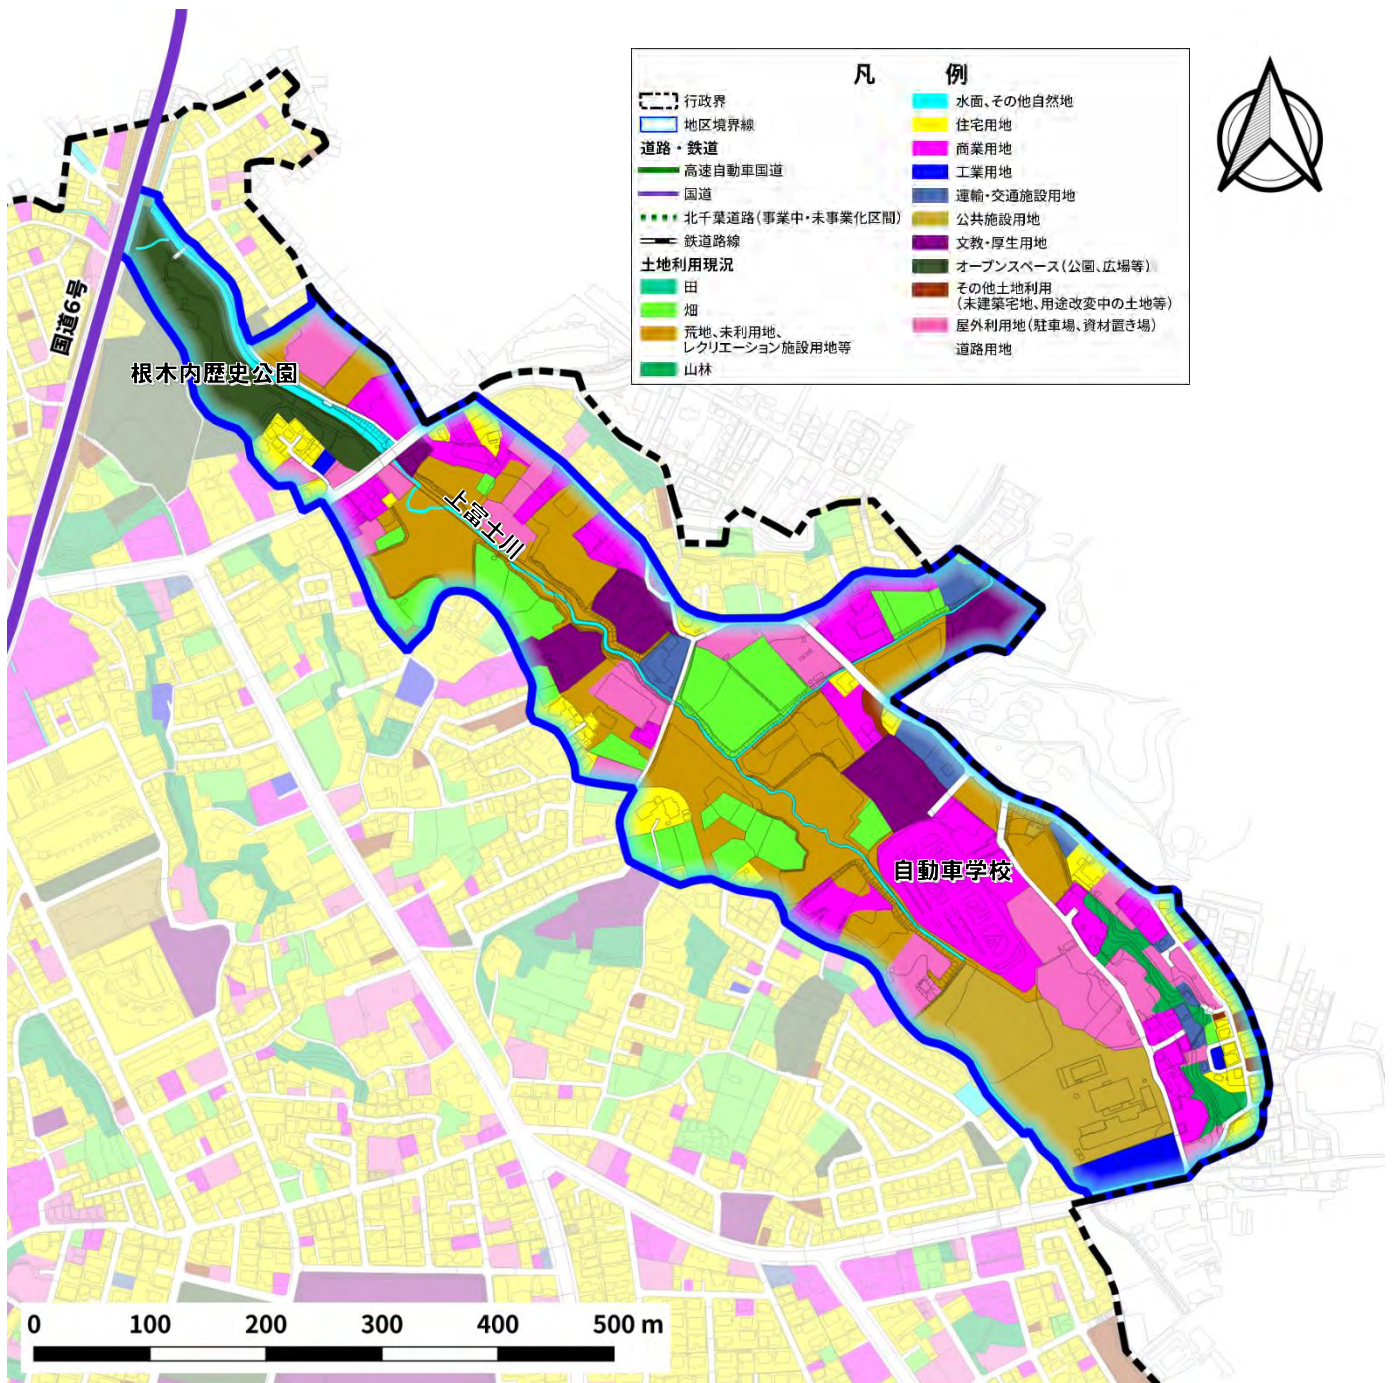 凡 例
行政界
地区境界線
道路・鉄道
高速自動車国道
国道
北千葉道路(事業中・未事業化区間)
鉄道路線
土地利用現況
田
畑
荒地、未利用地、
レクリエーション施設用地等
山林
水面、その他自然地
住宅用地
商業用地
工業用地
運輸・交通施設用地
公共施設用地
文教・厚生用地
オープンスペース(公園、広場等)
その他土地利用
(未建築宅地、用途改変中の土地等)
屋外利用地(駐車場、資材置き場)
道路用地
国道6号
根木内歴史公園
上富士川
自動車学校
0 100 200 300 400 500 m